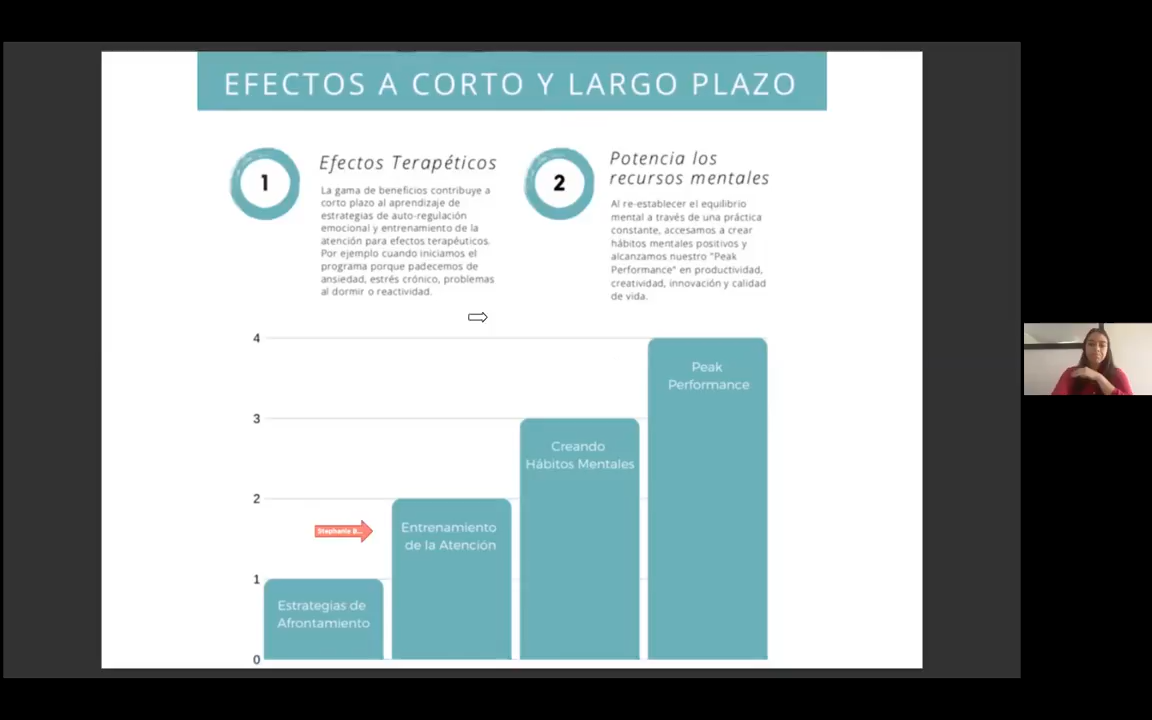 EFECTOS A CORTO Y LARGO PLAZO
1
Efectos Terapéticos
La gama de beneficios contribuye a
corto plazo al aprendizaje de
estrategias de auto-regulación
emocional y entrenamiento de la
atención para efectos terapéuticos.
Por ejemplo cuando iniciamos el
programa porque padecemos de
ansiedad, estrés crónico, problemas
al dormir o reactividad.
2
Potencia los
recursos mentales
Al re-establecer el equilibrio
mental a través de una práctica
constante, accesamos a crear
hábitos mentales positivos y
alcanzamos nuestro "Peak
Performance" en productividad,
creatividad, innovación y calidad
de vida.
4
3
2
1
0
Estrategias de
Afrontamiento
Entrenamiento
de la Atención
Creando
Hábitos Mentales
Peak
Performance
Stephanie B...